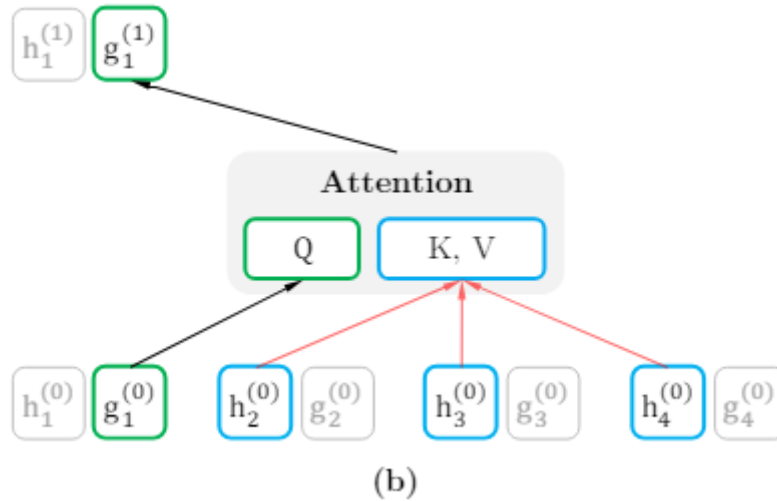 h₁⁽¹⁾ g₁⁽¹⁾
Attention
Q K, V
h₁⁽⁰⁾ g₁⁽⁰⁾ h₂⁽⁰⁾ g₂⁽⁰⁾ h₃⁽⁰⁾ g₃⁽⁰⁾ h₄⁽⁰⁾ g₄⁽⁰⁾
(b)